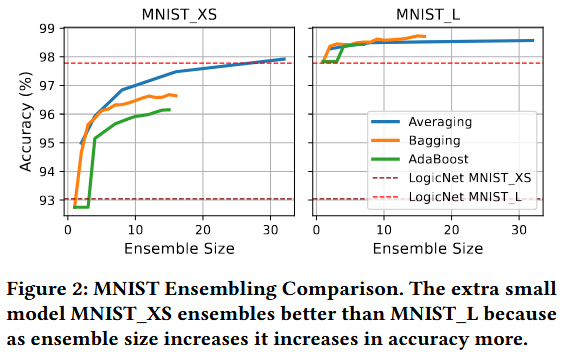 MNIST_XS
MNIST_L
99
98
97
96
95
94
93
Accuracy (%)
0
10
20
30
Ensemble Size
0
10
20
30
Ensemble Size
Averaging
Bagging
AdaBoost
LogicNet MNIST_XS
LogicNet MNIST_L
Figure 2: MNIST Ensembling Comparison. The extra small
model MNIST_XS ensembles better than MNIST_L because
as ensemble size increases it increases in accuracy more.